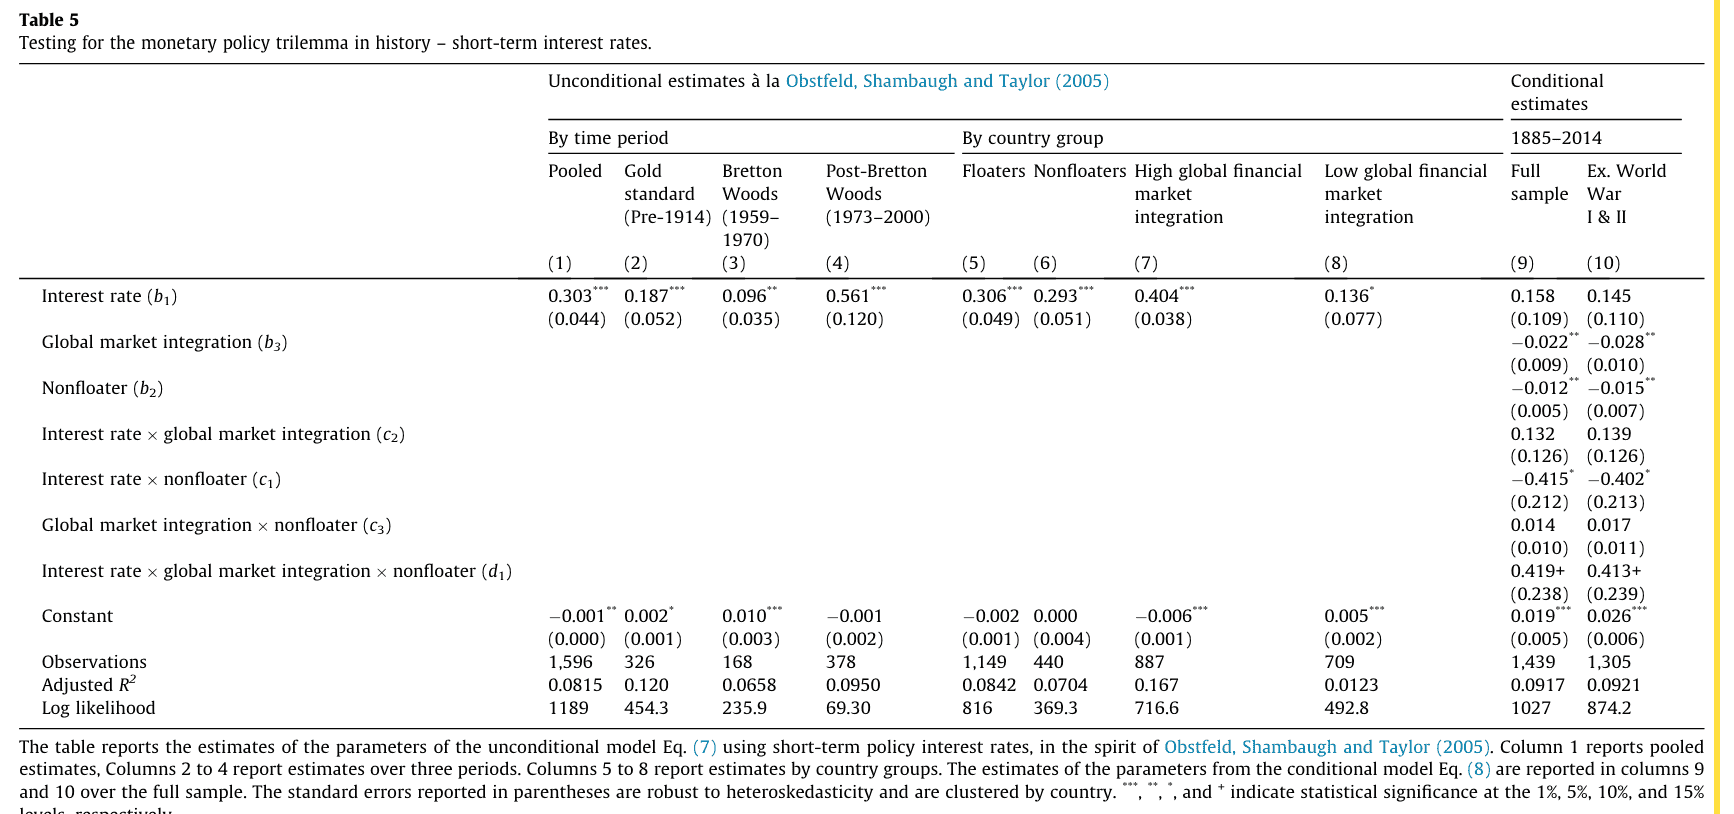 Table 5
Testing for the monetary policy trilemma in history – short-term interest rates.
Unconditional estimates à la Obstfeld, Shambaugh and Taylor (2005) Conditional
estimates
By time period By country group 1885–2014
Pooled Gold Bretton Post-Bretton Floaters Nonfloaters High global financial Low global financial Full Ex. World
standard Woods Woods market market sample War
(Pre-1914) (1959– (1973–2000) integration integration I & II
1970)
(1) (2) (3) (4) (5) (6) (7) (8) (9) (10)
Interest rate (b₁) 0.303*** 0.187*** 0.096** 0.561*** 0.306*** 0.293*** 0.404*** 0.136* 0.158 0.145
(0.044) (0.052) (0.035) (0.120) (0.049) (0.051) (0.038) (0.077) (0.109) (0.110)
Global market integration (b₃) −0.022** −0.028**
(0.009) (0.010)
Nonfloater (b₂) −0.012** −0.015**
(0.005) (0.007)
Interest rate × global market integration (c₂) 0.132 0.139
(0.126) (0.126)
Interest rate × nonfloater (c₁) −0.415* −0.402*
(0.212) (0.213)
Global market integration × nonfloater (c₃) 0.014 0.017
(0.010) (0.011)
Interest rate × global market integration × nonfloater (d₁) 0.419+ 0.413+
(0.238) (0.239)
Constant −0.001** 0.002* 0.010*** −0.001 −0.002 0.000 −0.006*** 0.005*** 0.019*** 0.026***
(0.000) (0.001) (0.003) (0.002) (0.001) (0.004) (0.001) (0.002) (0.005) (0.006)
Observations 1,596 326 168 378 1,149 440 887 709 1,439 1,305
Adjusted R² 0.0815 0.120 0.0658 0.0950 0.0842 0.0704 0.167 0.0123 0.0917 0.0921
Log likelihood 1189 454.3 235.9 69.30 816 369.3 716.6 492.8 1027 874.2
The table reports the estimates of the parameters of the unconditional model Eq. (7) using short-term policy interest rates, in the spirit of Obstfeld, Shambaugh and Taylor (2005). Column 1 reports pooled
estimates, Columns 2 to 4 report estimates over three periods. Columns 5 to 8 report estimates by country groups. The estimates of the parameters from the conditional model Eq. (8) are reported in columns 9
and 10 over the full sample. The standard errors reported in parentheses are robust to heteroskedasticity and are clustered by country. ***, **, *, and + indicate statistical significance at the 1%, 5%, 10%, and 15%
levels, respectively